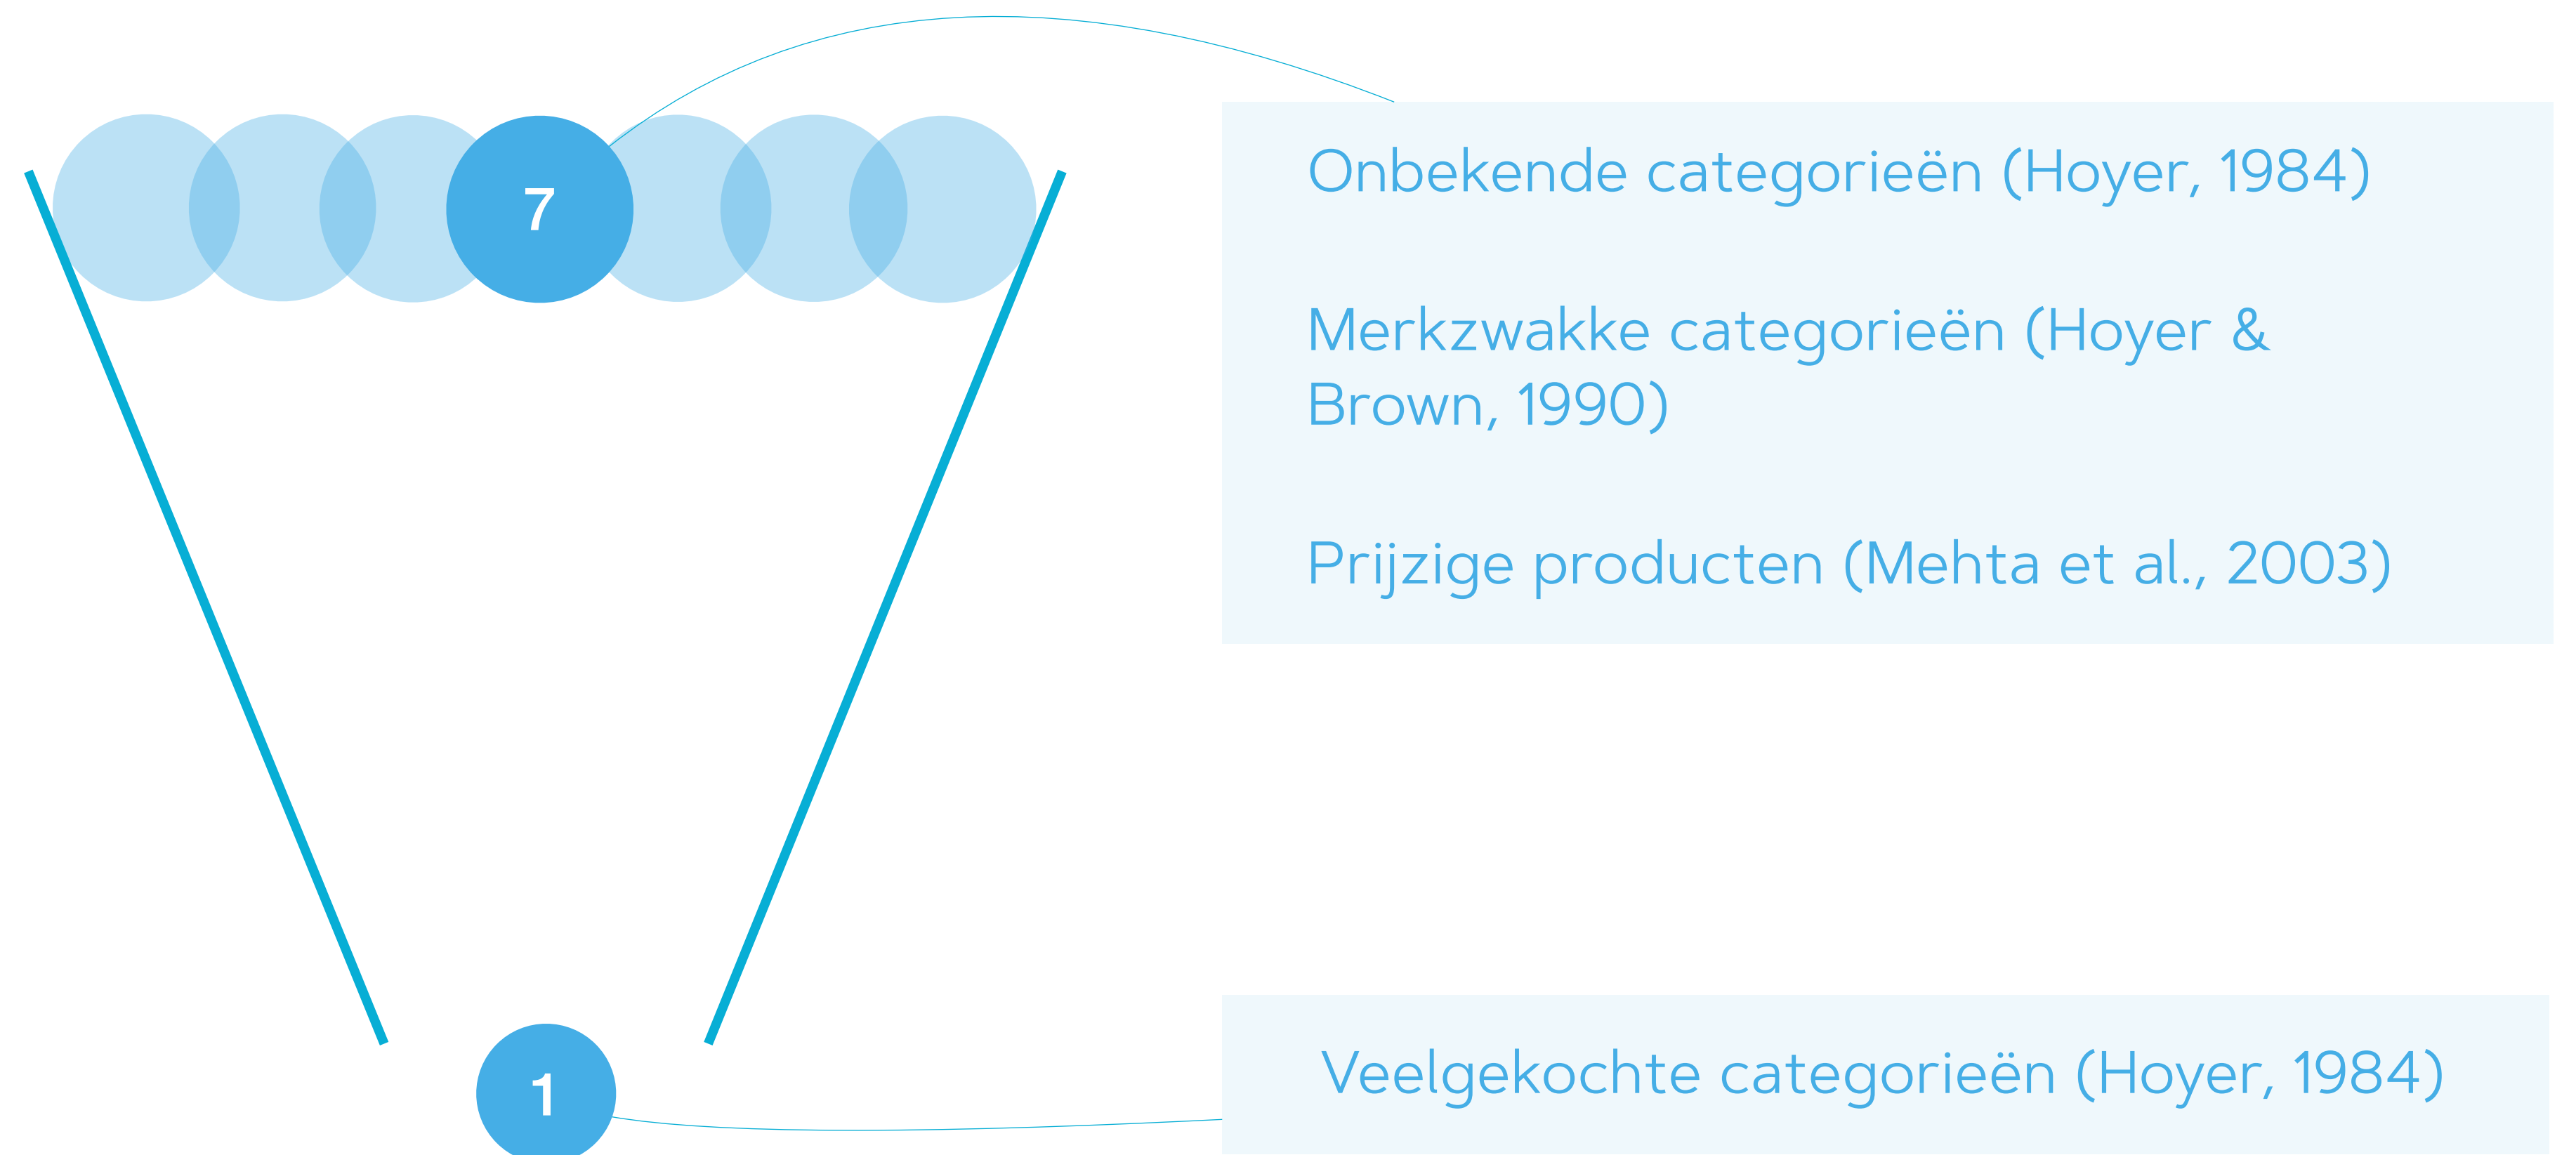 7
Onbekende categorieën (Hoyer, 1984)
Merkzwakke categorieën (Hoyer &
Brown, 1990)
Prijzige producten (Mehta et al., 2003)
1
Veelgekochte categorieën (Hoyer, 1984)